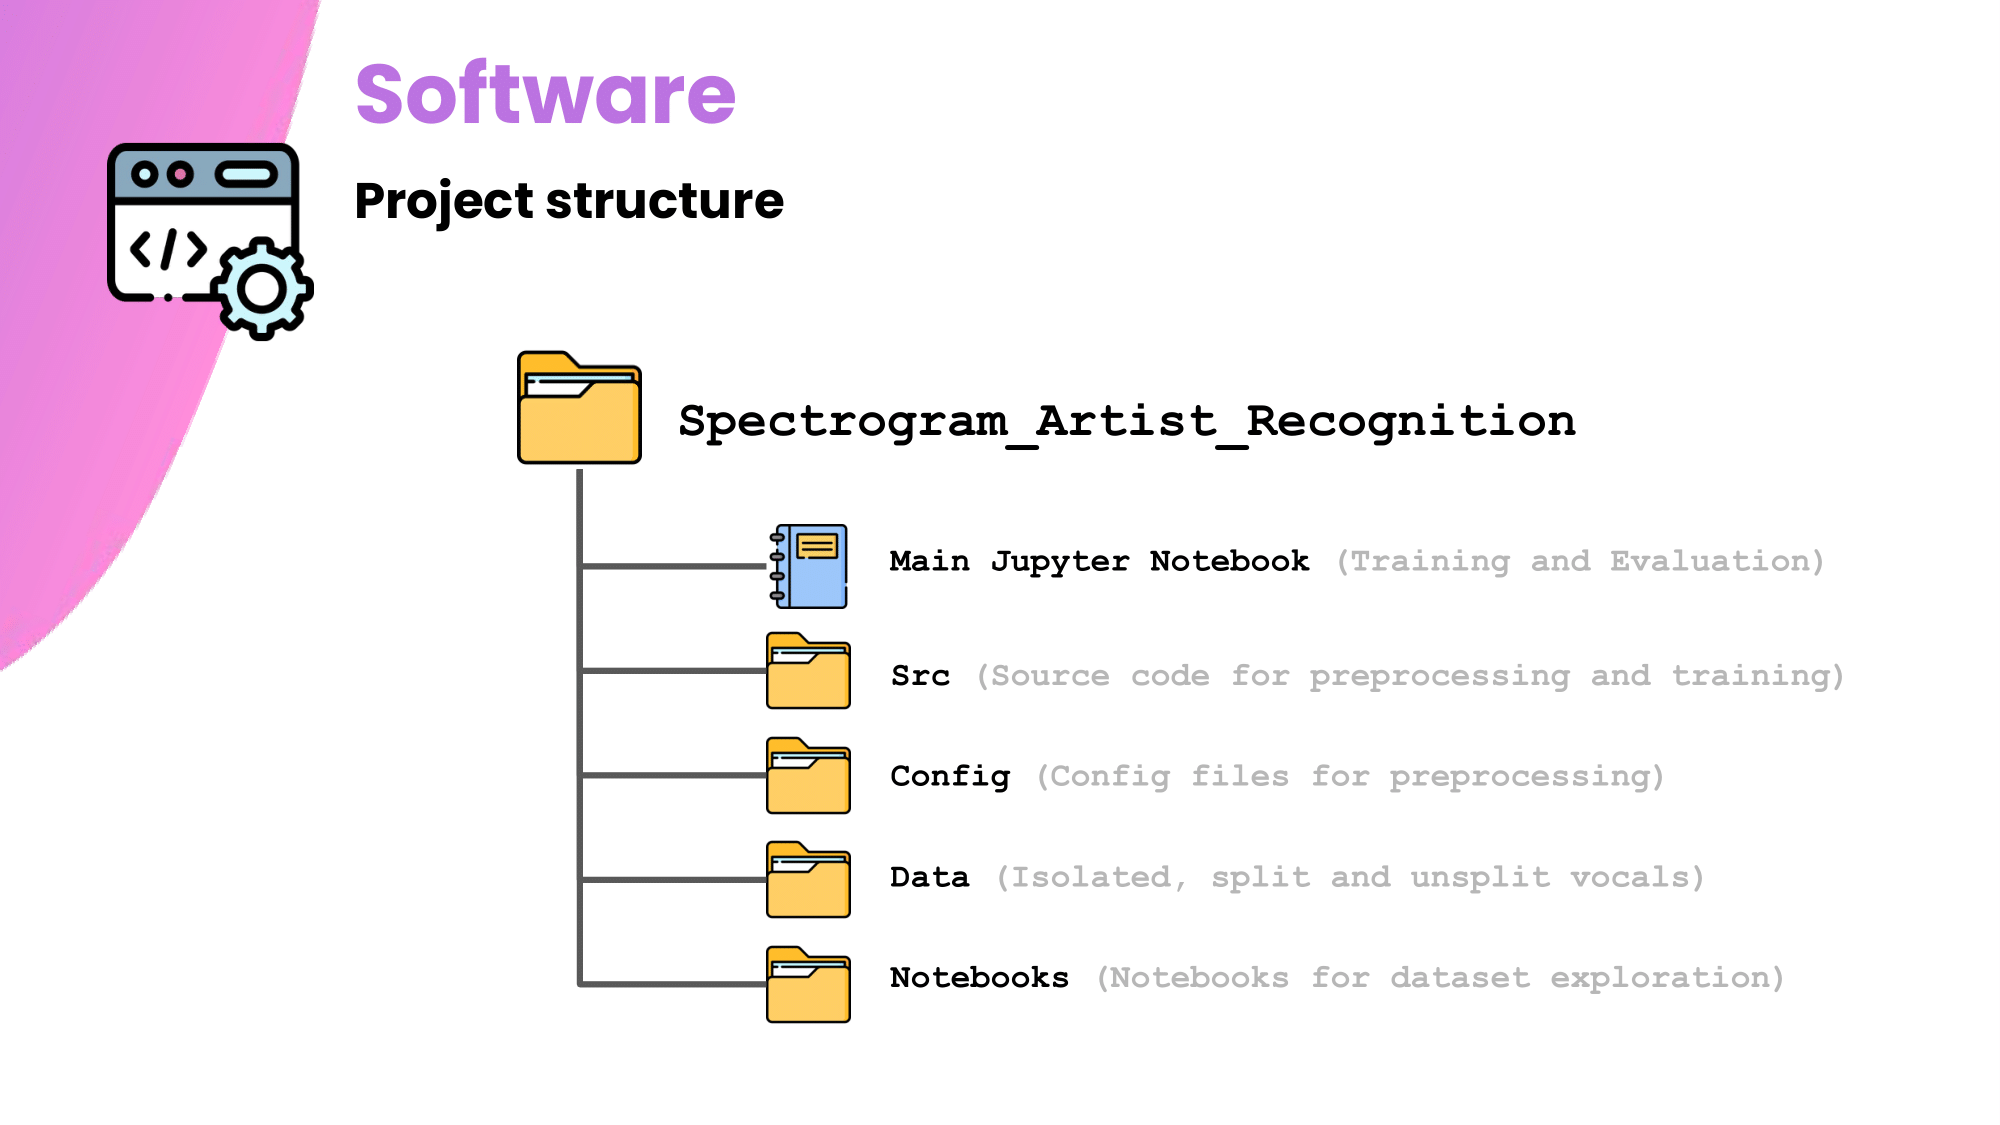 Software
Project structure
</>
Spectrogram_Artist_Recognition
Main Jupyter Notebook (Training and Evaluation)
Src (Source code for preprocessing and training)
Config (Config files for preprocessing)
Data (Isolated, split and unsplit vocals)
Notebooks (Notebooks for dataset exploration)